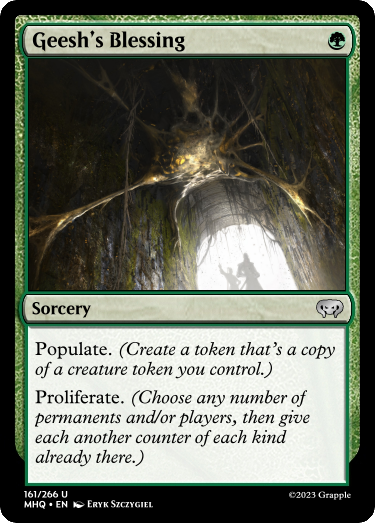 Geesh's Blessing
Sorcery
Populate. (Create a token that's a copy
of a creature token you control.)
Proliferate. (Choose any number of
permanents and/or players, then give
each another counter of each kind
already there.)
161/266 U
MHQ • EN Eryk Szczygieł
©2023 Grapple